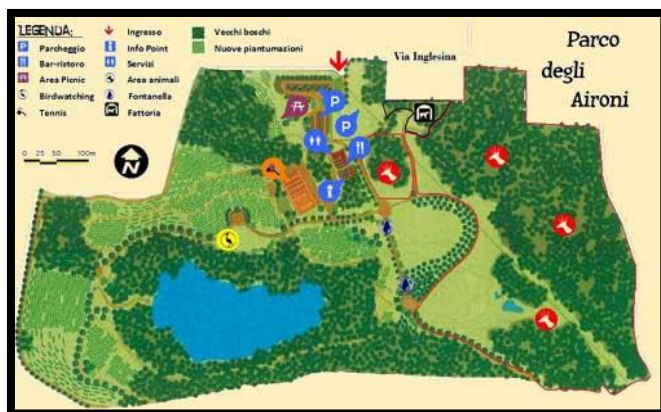 LEGENDA:
Parcheggio
Bar-ristoro
Area Picnic
Birdwatching
Tennis
Ingresso
Info Point
Servizi
Area animali
Fontanella
Fattoria
Vecchi boschi
Nuove piantumazioni
0 25 50 100m
N
Via Inglesina
Parco
degli
Aironi
P
P